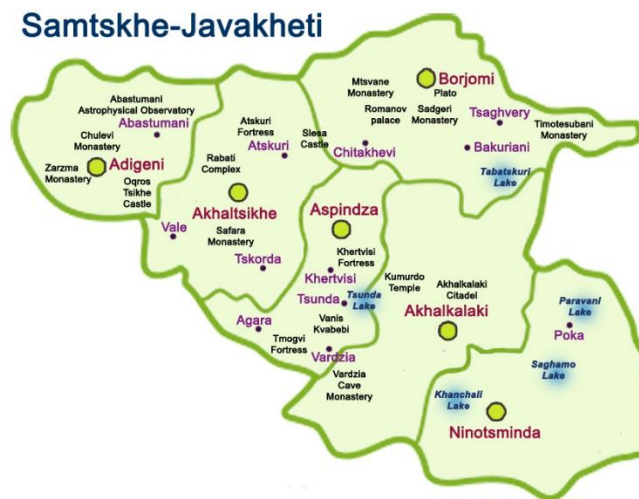 Samtskhe-Javakheti
Abastumani
Astrophysical Observatory
Abastumani
Chulevi
Monastery
Zarzma
Monastery
Adigeni
Oqros
Tsikhe
Castle
Atskuri
Fortress
Atskuri
Slesa
Castle
Rabati
Complex
Akhaltsikhe
Safara
Monastery
Vale
Tskorda
Mtsvane
Monastery
Borjomi
Plato
Romanov
palace
Sadgeri
Monastery
Tsaghvery
Timotesubani
Monastery
Chitakhevi
Bakuriani
Tabatskuri
Lake
Aspindza
Khertvisi
Fortress
Khertvisi
Tsunda
Tsunda
Lake
Agara
Vanis
Kvabebi
Tmogvi
Fortress
Vardzia
Vardzia
Cave
Monastery
Kumurdo
Temple
Akhalkalaki
Citadel
Akhalkalaki
Paravani
Lake
Poka
Saghamo
Lake
Khanchali
Lake
Ninotsminda